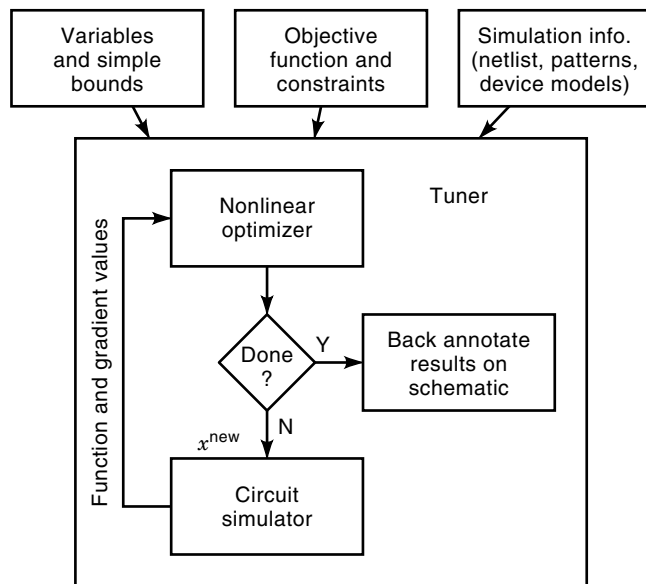 Variables
and simple
bounds
Objective
function and
constraints
Simulation info.
(netlist, patterns,
device models)
Tuner
Nonlinear
optimizer
Function and gradient values
Done
?
Y
Back annotate
results on
schematic
N
x^new
Circuit
simulator